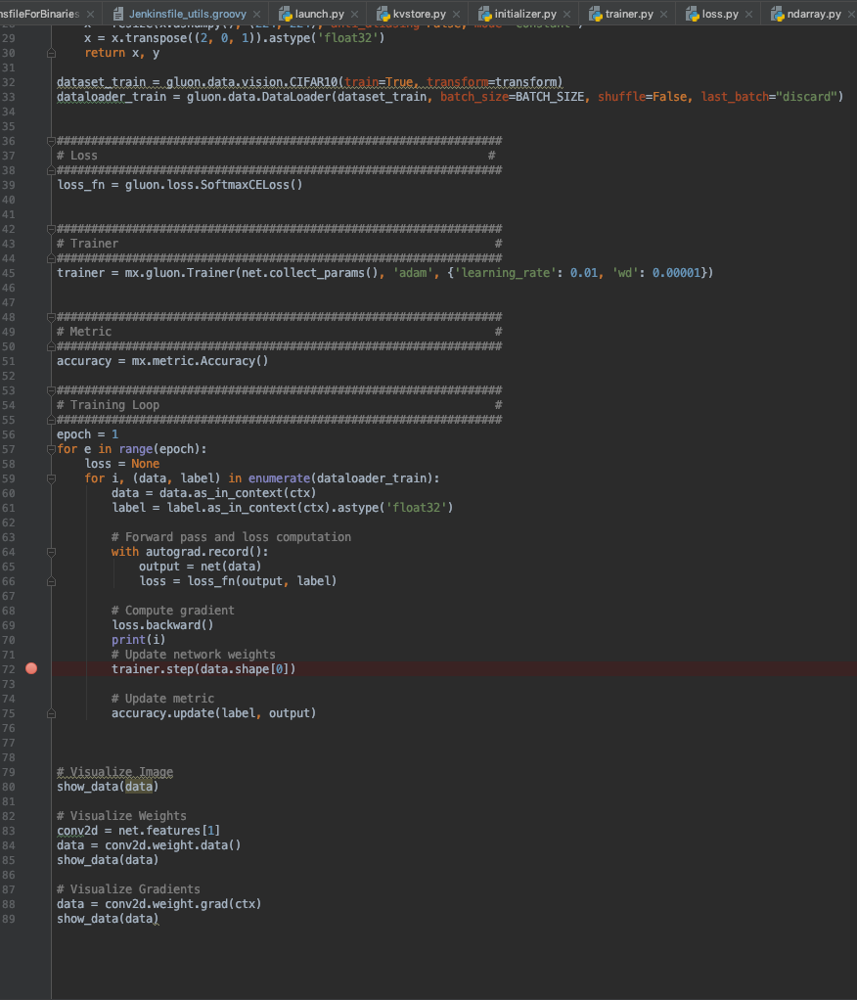 nsfileForBinaries Jenkinsfile_utils.groovy launch.py kvstore.py initializer.py trainer.py loss.py ndarray.py
29 x = x.transpose((2, 0, 1)).astype('float32')
30 return x, y
31
32 dataset_train = gluon.data.vision.CIFAR10(train=True, transform=transform)
33 dataloader_train = gluon.data.DataLoader(dataset_train, batch_size=BATCH_SIZE, shuffle=False, last_batch="discard")
34
35
36 #################################################################
37 # Loss #
38 #################################################################
39 loss_fn = gluon.loss.SoftmaxCELoss()
40
41
42 #################################################################
43 # Trainer #
44 #################################################################
45 trainer = mx.gluon.Trainer(net.collect_params(), 'adam', {'learning_rate': 0.01, 'wd': 0.00001})
46
47
48 #################################################################
49 # Metric #
50 #################################################################
51 accuracy = mx.metric.Accuracy()
52
53 #################################################################
54 # Training Loop #
55 #################################################################
56 epoch = 1
57 for e in range(epoch):
58 loss = None
59 for i, (data, label) in enumerate(dataloader_train):
60 data = data.as_in_context(ctx)
61 label = label.as_in_context(ctx).astype('float32')
62
63 # Forward pass and loss computation
64 with autograd.record():
65 output = net(data)
66 loss = loss_fn(output, label)
67
68 # Compute gradient
69 loss.backward()
70 print(i)
71 # Update network weights
72 trainer.step(data.shape[0])
73
74 # Update metric
75 accuracy.update(label, output)
76
77
78
79 # Visualize Image
80 show_data(data)
81
82 # Visualize Weights
83 conv2d = net.features[1]
84 data = conv2d.weight.data()
85 show_data(data)
86
87 # Visualize Gradients
88 data = conv2d.weight.grad(ctx)
89 show_data(data)